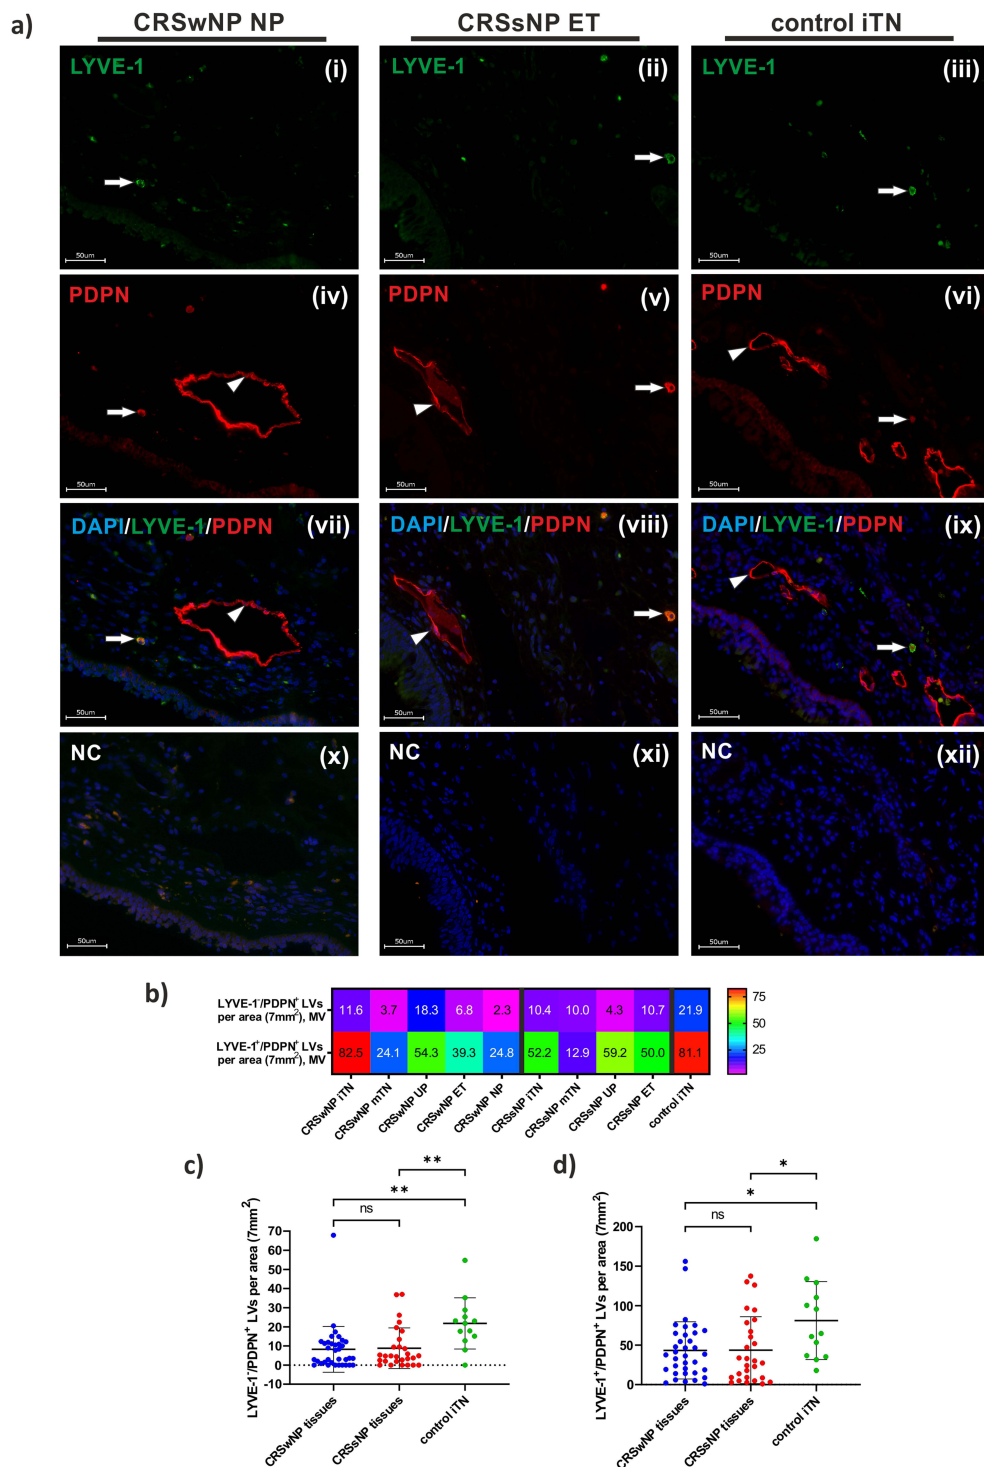 a)
CRSwNP NP
CRSsNP ET
control iTN
LYVE-1
(i)
LYVE-1
(ii)
LYVE-1
(iii)
50um
50um
50um
PDPN
(iv)
PDPN
(v)
PDPN
(vi)
50um
50um
50um
DAPI/LYVE-1/PDPN
(vii)
DAPI/LYVE-1/PDPN
(viii)
DAPI/LYVE-1/PDPN
(ix)
50um
50um
50um
NC
(x)
NC
(xi)
NC
(xii)
50um
50um
50um
b)
LYVE-1⁻/PDPN⁺ LVs
per area (7mm²), MV
11.6 3.7 18.3 6.8 2.3 10.4 10.0 4.3 10.7 21.9
LYVE-1⁺/PDPN⁺ LVs
per area (7mm²), MV
82.5 24.1 54.3 39.3 24.8 52.2 12.9 59.2 50.0 81.1
75
50
25
CRSwNP iTN
CRSwNP mTN
CRSwNP UP
CRSwNP ET
CRSwNP NP
CRSsNP iTN
CRSsNP mTN
CRSsNP UP
CRSsNP ET
control iTN
c)
**
**
ns
LYVE-1⁻/PDPN⁺ LVs per area (7mm²)
70
60
50
40
30
20
10
0
-10
CRSwNP tissues
CRSsNP tissues
control iTN
d)
*
*
ns
LYVE-1⁺/PDPN⁺ LVs per area (7mm²)
200
150
100
50
0
CRSwNP tissues
CRSsNP tissues
control iTN